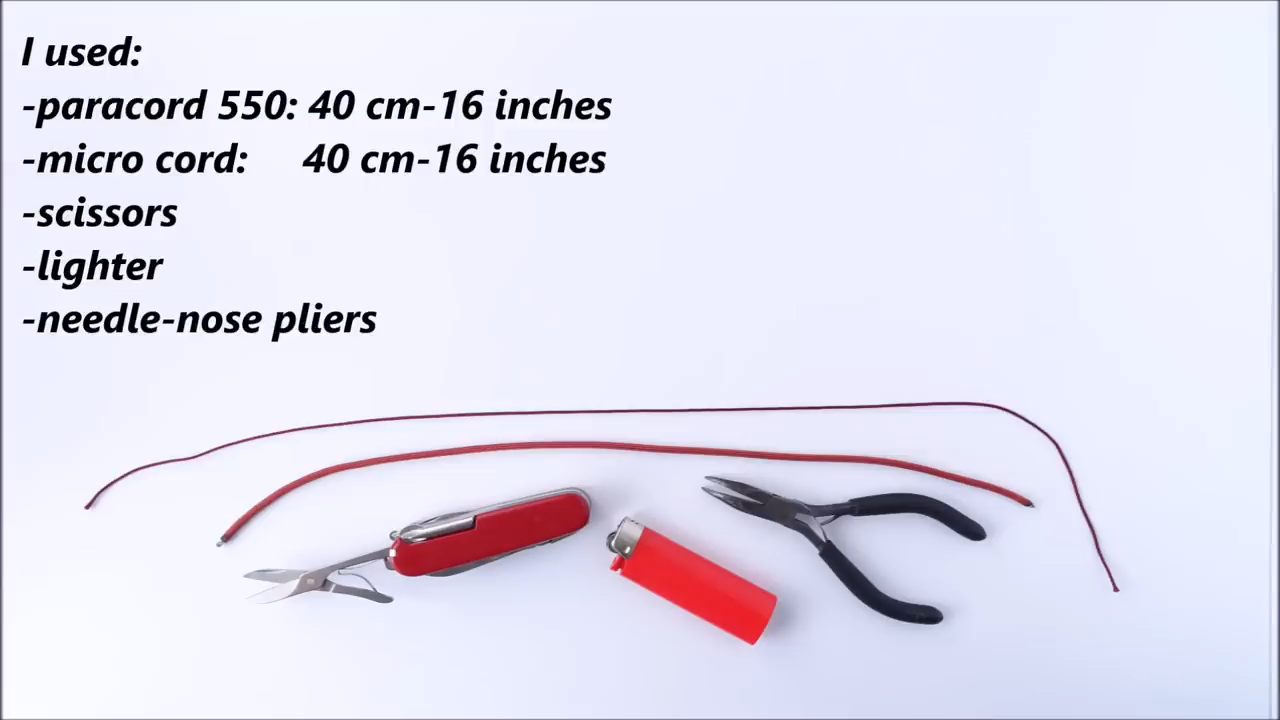 I used:
-paracord 550: 40 cm-16 inches
-micro cord: 40 cm-16 inches
-scissors
-lighter
-needle-nose pliers